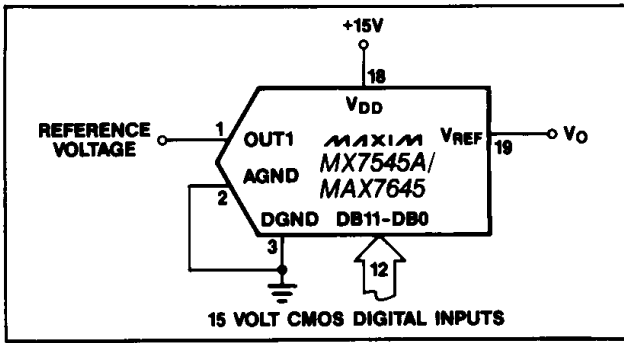 +15V
18
VDD
REFERENCE VOLTAGE
1
OUT1
MAXIM
VREF
19
VO
MX7545A/
MAX7645
AGND
2
DGND
DB11-DB0
3
12
15 VOLT CMOS DIGITAL INPUTS